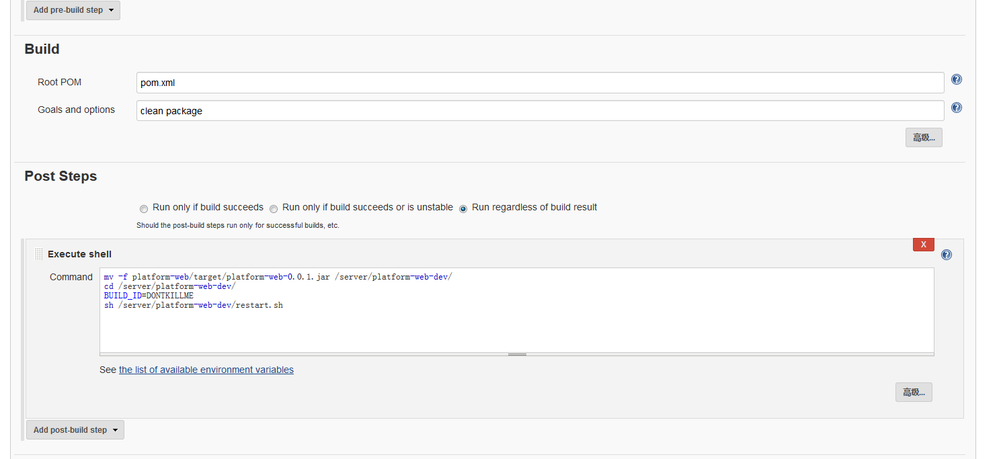 Add pre-build step
Build
Root POM
pom.xml
Goals and options
clean package
高级...
Post Steps
Run only if build succeeds Run only if build succeeds or is unstable Run regardless of build result
Should the post-build steps run only for successful builds, etc.
X
Execute shell
Command
mv -f platform-web/target/platform-web-0.0.1.jar /server/platform-web-dev/
cd /server/platform-web-dev/
BUILD_ID=DONTKILLME
sh /server/platform-web-dev/restart.sh
See the list of available environment variables
高级...
Add post-build step